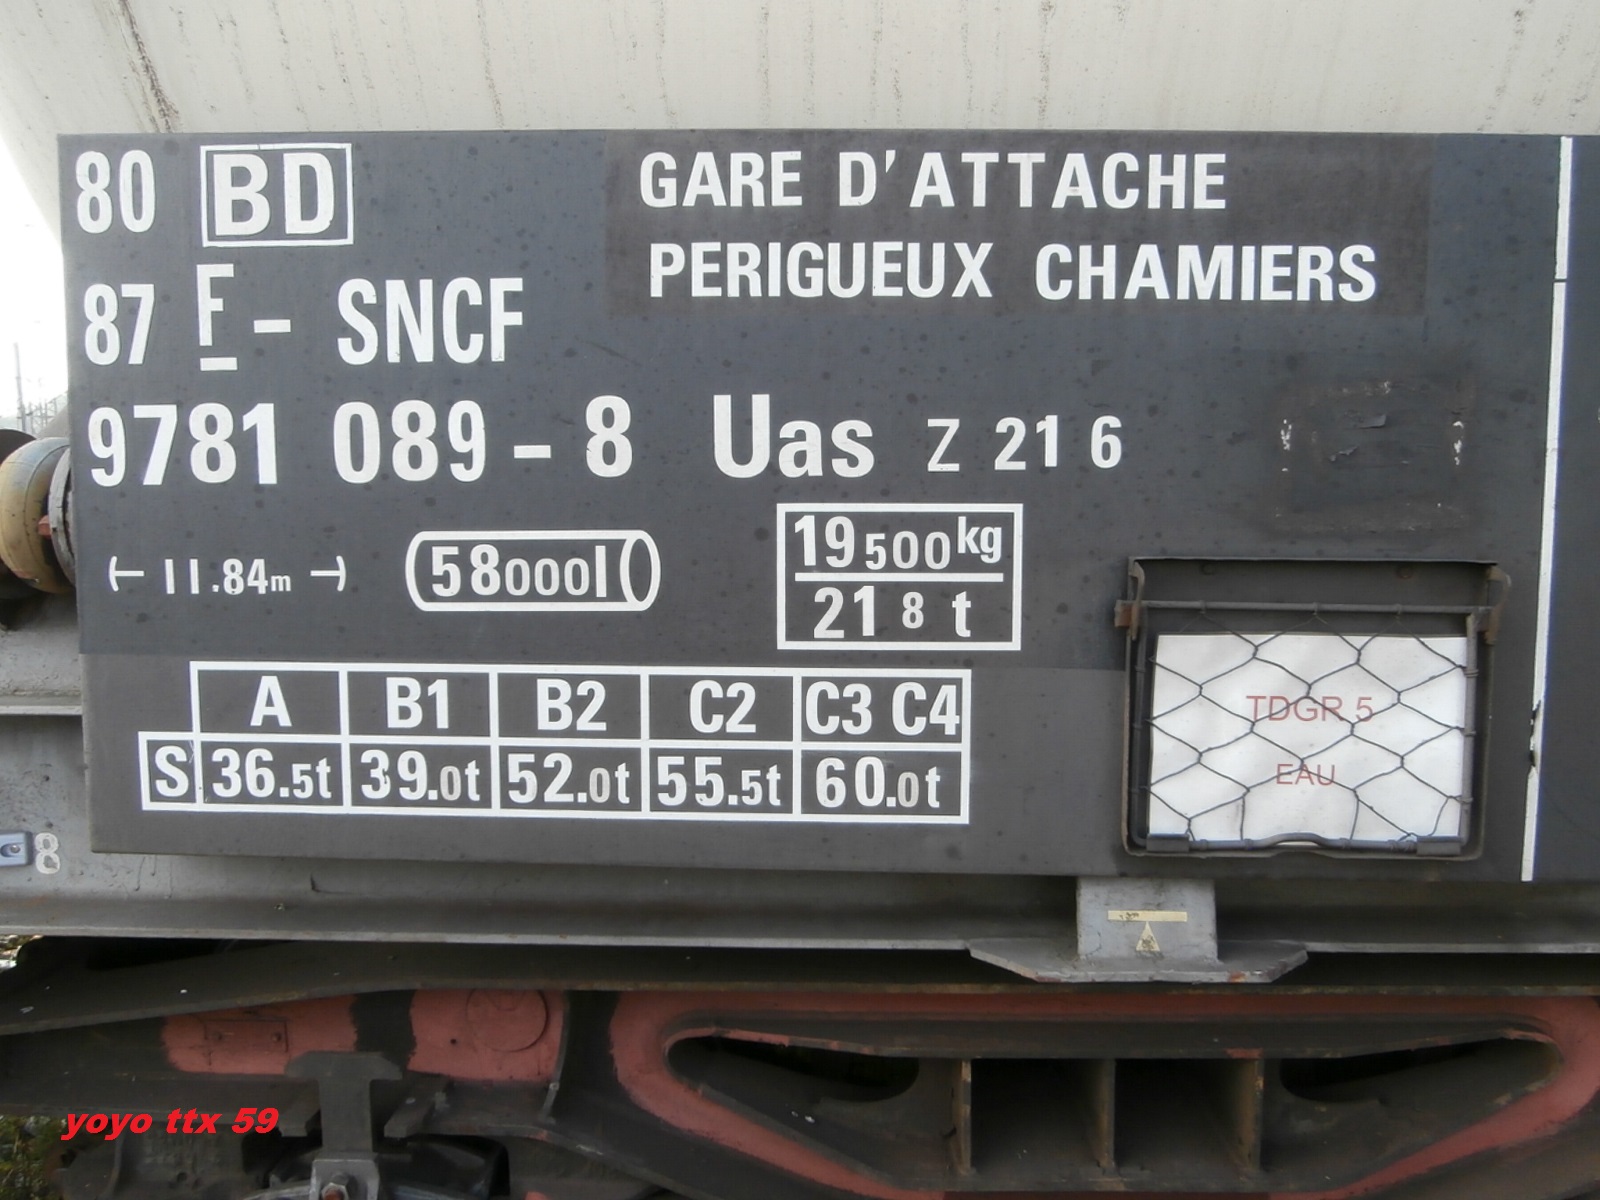 80 BD
87 F - SNCF
9781 089 - 8 Uas Z 21 6
GARE D'ATTACHE
PERIGUEUX CHAMIERS
11.84m
58000l
19500kg
21 8 t
A B1 B2 C2 C3 C4
S 36.5t 39.0t 52.0t 55.5t 60.0t
TDGR 5
EAU
8
yoyo ttx 59